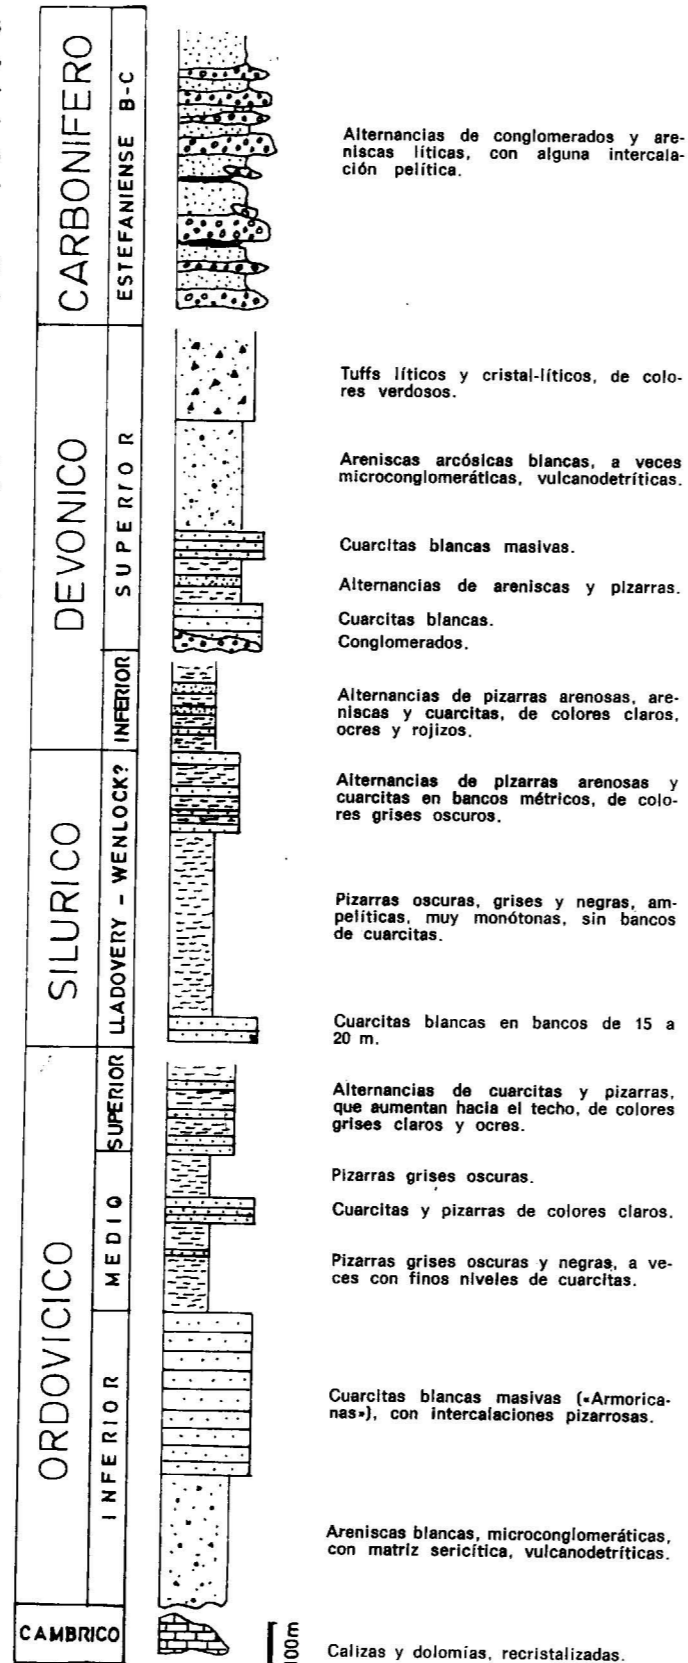 CARBONIFERO
ESTEFANIENSE B-C
Alternancias de conglomerados y are-
niscas líticas, con alguna intercala-
ción pelítica.
DEVONICO
SUPERIOR
Tuffs líticos y cristal-líticos, de colo-
res verdosos.
Areniscas arcósicas blancas, a veces
microconglomeráticas, vulcanodetríticas.
Cuarcitas blancas masivas.
Alternancias de areniscas y pizarras.
Cuarcitas blancas.
Conglomerados.
INFERIOR
Alternancias de pizarras arenosas, are-
niscas y cuarcitas, de colores claros,
ocres y rojizos.
SILURICO
LLADOVERY - WENLOCK?
Alternancias de pizarras arenosas y
cuarcitas en bancos métricos, de colo-
res grises oscuros.
Pizarras oscuras, grises y negras, am-
pelíticas, muy monótonas, sin bancos
de cuarcitas.
Cuarcitas blancas en bancos de 15 a
20 m.
ORDOVICICO
SUPERIOR
Alternancias de cuarcitas y pizarras,
que aumentan hacia el techo, de colores
grises claros y ocres.
MEDIO
Pizarras grises oscuras.
Cuarcitas y pizarras de colores claros.
Pizarras grises oscuras y negras, a ve-
ces con finos niveles de cuarcitas.
INFERIOR
Cuarcitas blancas masivas («Armorica-
nas»), con intercalaciones pizarrosas.
Areniscas blancas, microconglomeráticas,
con matriz sericítica, vulcanodetríticas.
CAMBRICO
100m
Calizas y dolomías, recristalizadas.